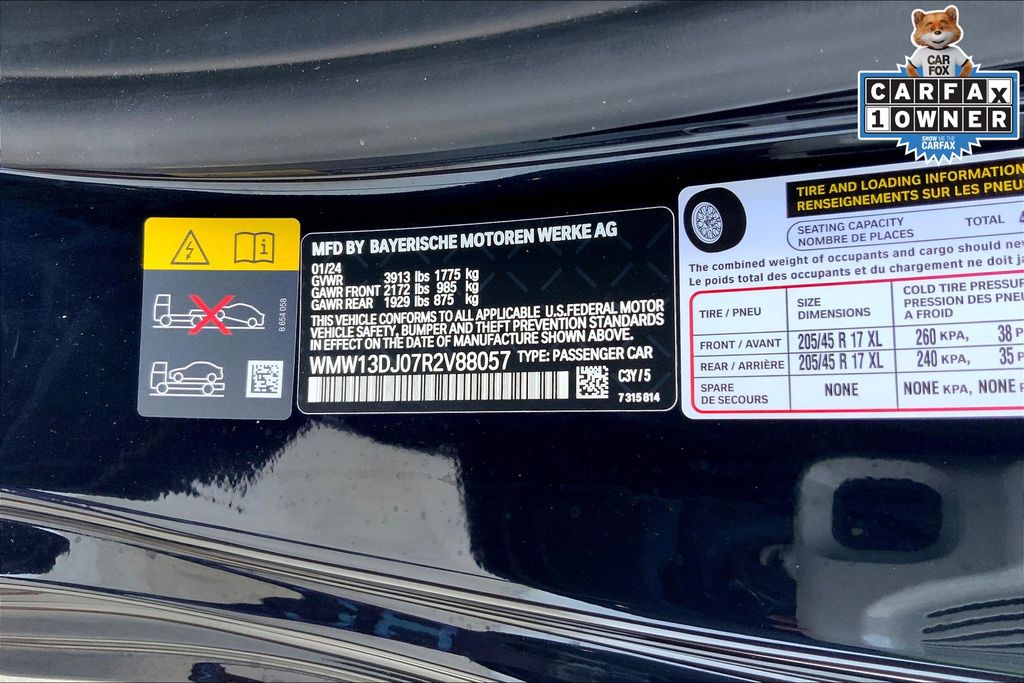 CAR
FOX
CARFAX
1 OWNER
SHOW ME THE
CARFAX
8 654 058
MFD BY BAYERISCHE MOTOREN WERKE AG
01/24
GVWR 3913 lbs 1775 kg
GAWR FRONT 2172 lbs 985 kg
GAWR REAR 1929 lbs 875 kg
THIS VEHICLE CONFORMS TO ALL APPLICABLE U.S.FEDERAL MOTOR
VEHICLE SAFETY, BUMPER AND THEFT PREVENTION STANDARDS
IN EFFECT ON THE DATE OF MANUFACTURE SHOWN ABOVE.
WMW13DJ07R2V88057 TYPE: PASSENGER CAR
C3Y / 5
7 315 814
TIRE AND LOADING INFORMATION
RENSEIGNEMENTS SUR LES PNEU
SEATING CAPACITY
NOMBRE DE PLACES
TOTAL 4
The combined weight of occupants and cargo should nev
Le poids total des occupants et du chargement ne doit ja
TIRE / PNEU
SIZE
DIMENSIONS
COLD TIRE PRESSUR
PRESSION DES PNEU
A FROID
FRONT / AVANT 205/45 R 17 XL 260 KPA, 38 P
REAR / ARRIÈRE 205/45 R 17 XL 240 KPA, 35
SPARE
DE SECOURS
NONE NONE KPA, NONE